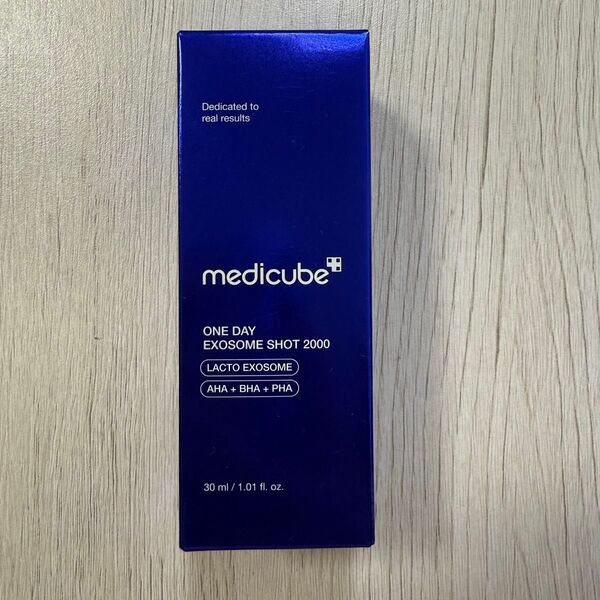 Dedicated to
real results
medicube
ONE DAY
EXOSOME SHOT 2000
LACTO EXOSOME
AHA + BHA + PHA
30 ml / 1.01 fl. oz.